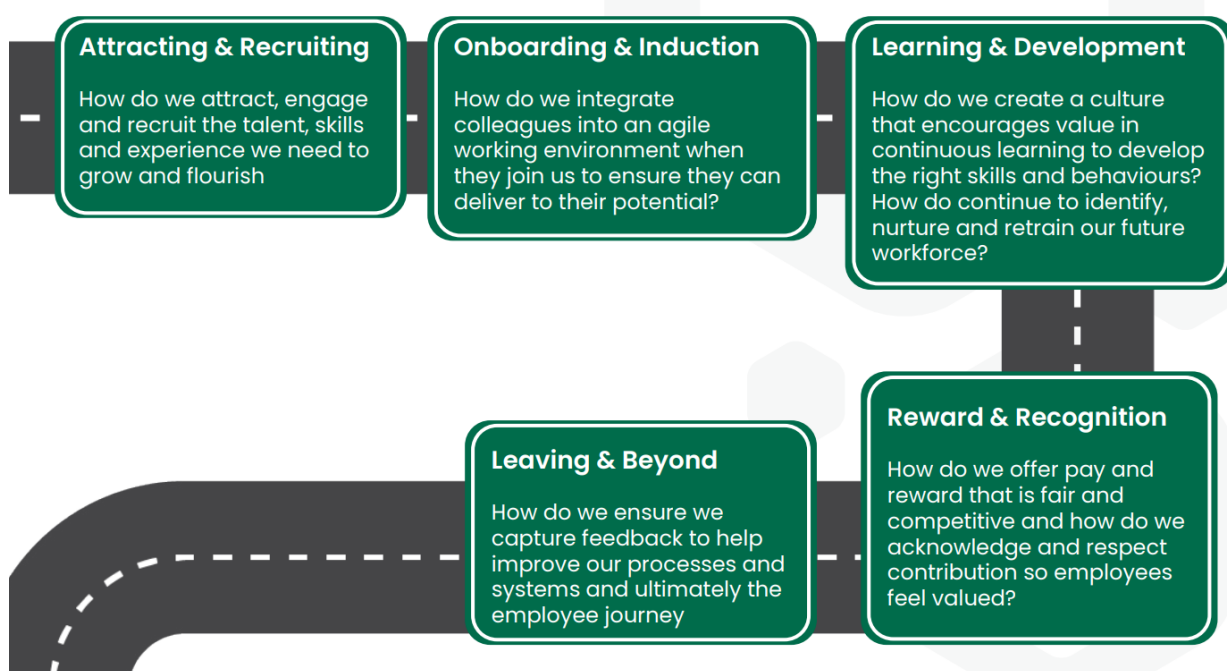 Attracting & Recruiting
How do we attract, engage
and recruit the talent, skills
and experience we need to
grow and flourish
Onboarding & Induction
How do we integrate
colleagues into an agile
working environment when
they join us to ensure they can
deliver to their potential?
Learning & Development
How do we create a culture
that encourages value in
continuous learning to develop
the right skills and behaviours?
How do continue to identify,
nurture and retrain our future
workforce?
Reward & Recognition
How do we offer pay and
reward that is fair and
competitive and how do we
acknowledge and respect
contribution so employees
feel valued?
Leaving & Beyond
How do we ensure we
capture feedback to help
improve our processes and
systems and ultimately the
employee journey